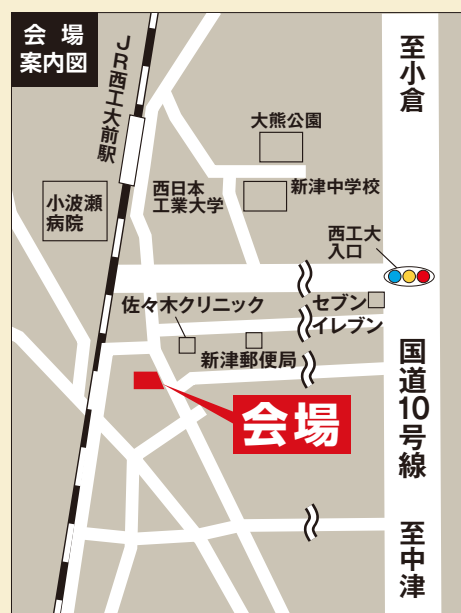 会場
案内図
JR西工大前駅
至小倉
大熊公園
西日本
工業大学
新津中学校
小波瀬
病院
西工大
入口
佐々木クリニック
セブン
イレブン
新津郵便局
国道10号線
会場
至中津